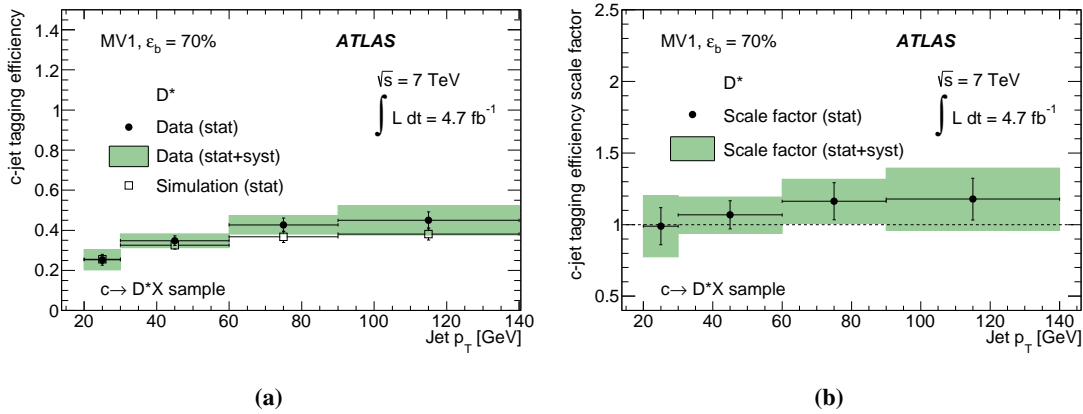 c-jet tagging efficiency
1.4
1.2
1
0.8
0.6
0.4
0.2
0
MV1, ε_b = 70%
ATLAS
√s = 7 TeV
∫ L dt = 4.7 fb⁻¹
D*
Data (stat)
Data (stat+syst)
Simulation (stat)
c→ D*X sample
20 40 60 80 100 120 140
Jet p_T [GeV]
(a)
c-jet tagging efficiency scale factor
2.5
2
1.5
1
0.5
MV1, ε_b = 70%
ATLAS
√s = 7 TeV
∫ L dt = 4.7 fb⁻¹
D*
Scale factor (stat)
Scale factor (stat+syst)
c→ D*X sample
20 40 60 80 100 120 140
Jet p_T [GeV]
(b)